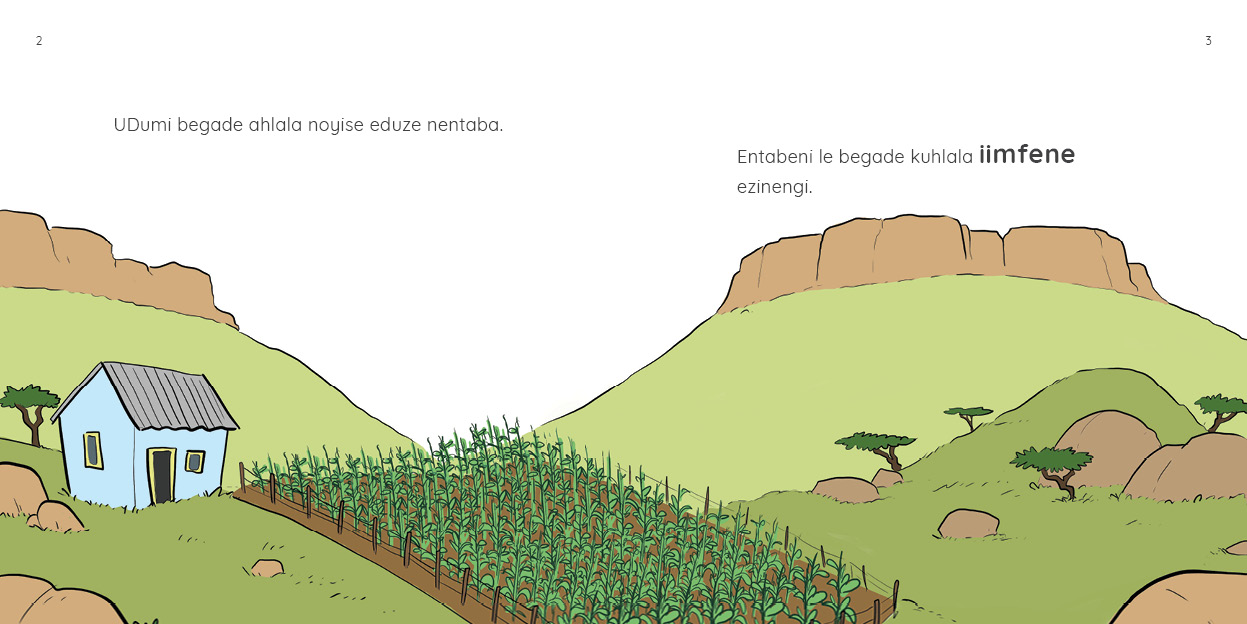 2
3
UDumi begade ahlala noyise eduze nentaba.
Entabeni le begade kuhlala iimfene
ezinengi.